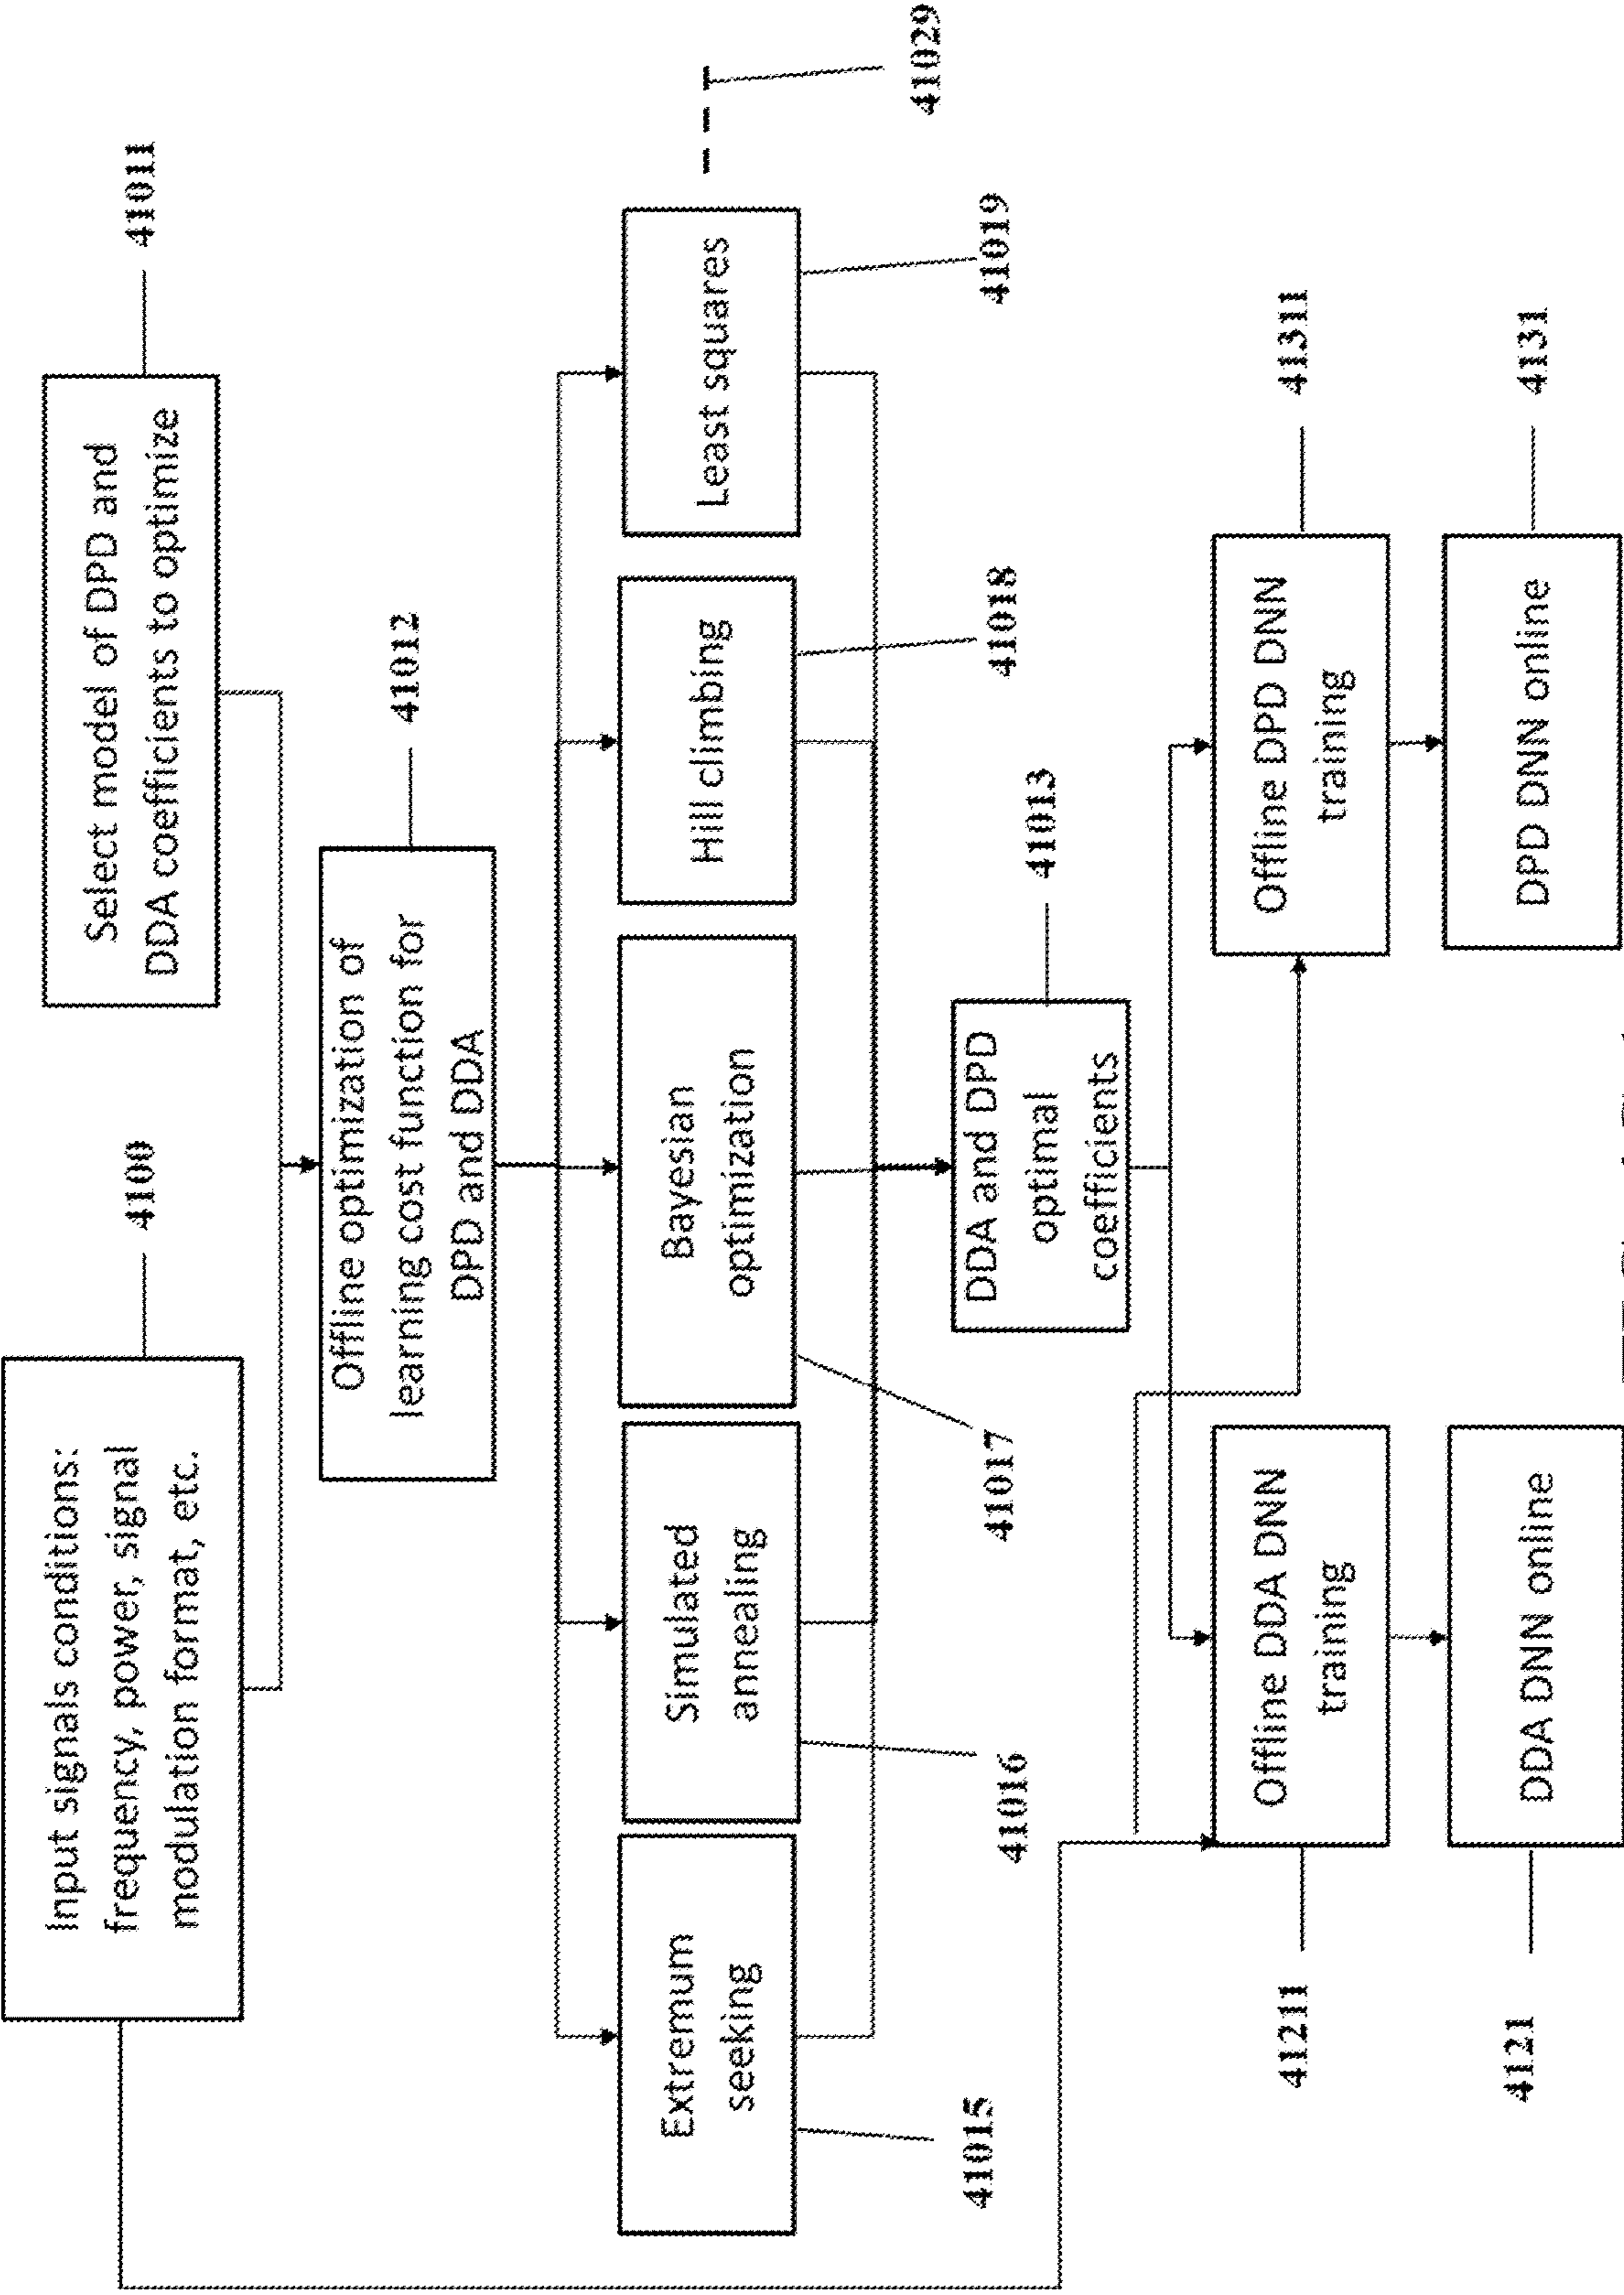 Input signals conditions:
frequency, power, signal
modulation format, etc.
4100
Select model of DPD and
DDA coefficients to optimize
41011
Offline optimization of
learning cost function for
DPD and DDA
41012
Extremum
seeking
41015
Simulated
annealing
41016
Bayesian
optimization
41017
Hill climbing
41018
Least squares
41019
41029
DDA and DPD
optimal
coefficients
41013
Offline DDA DNN
training
41211
Offline DPD DNN
training
41311
DDA DNN online
4121
DPD DNN online
4131